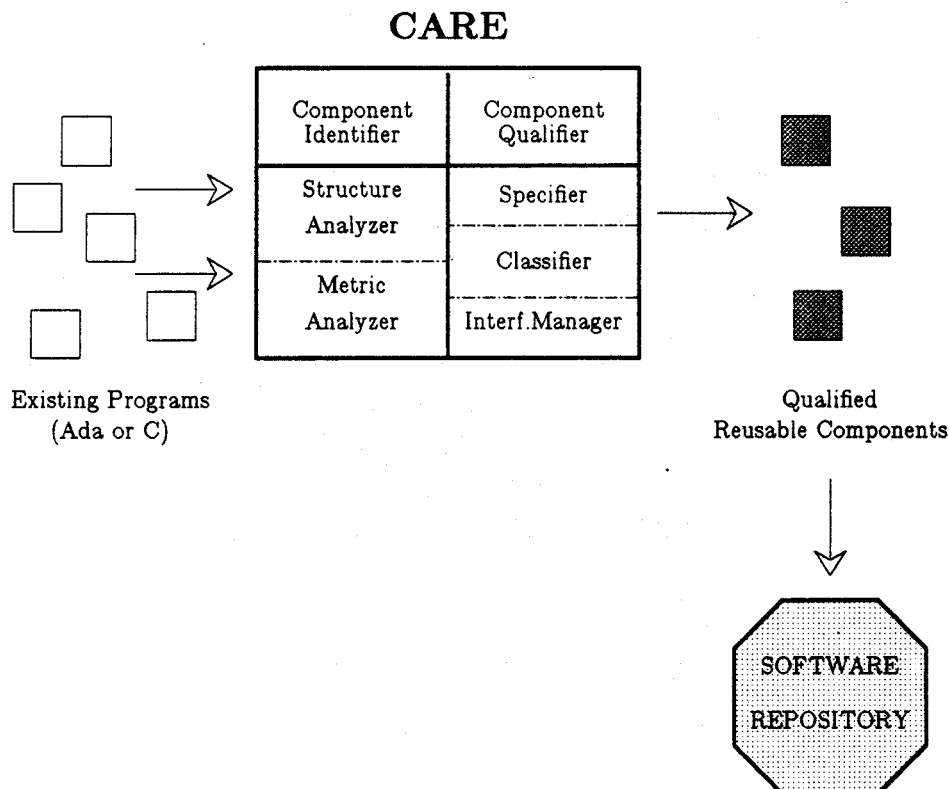 CARE
Component
Identifier
Component
Qualifier
Structure
Analyzer
Metric
Analyzer
Specifier
Classifier
Interf.Manager
Existing Programs
(Ada or C)
Qualified
Reusable Components
SOFTWARE
REPOSITORY